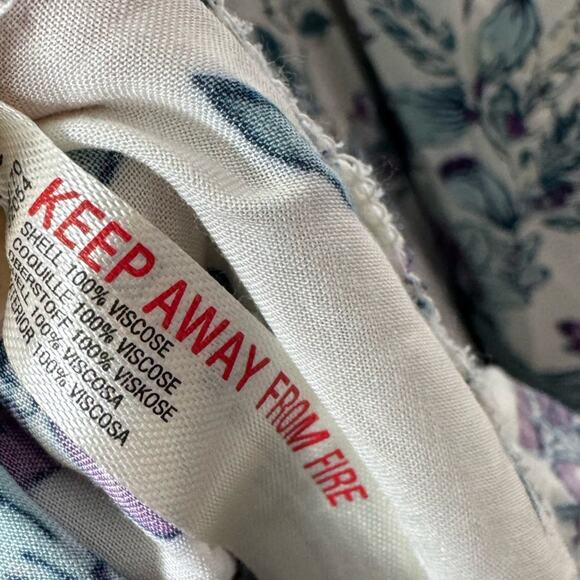 KEEP AWAY FROM FIRE
SHELL 100% VISCOSE
COQUILLE 100% VISCOSE
OBERSTOFF 100% VISKOSE
100% VISCOSA
100% VISCOSA